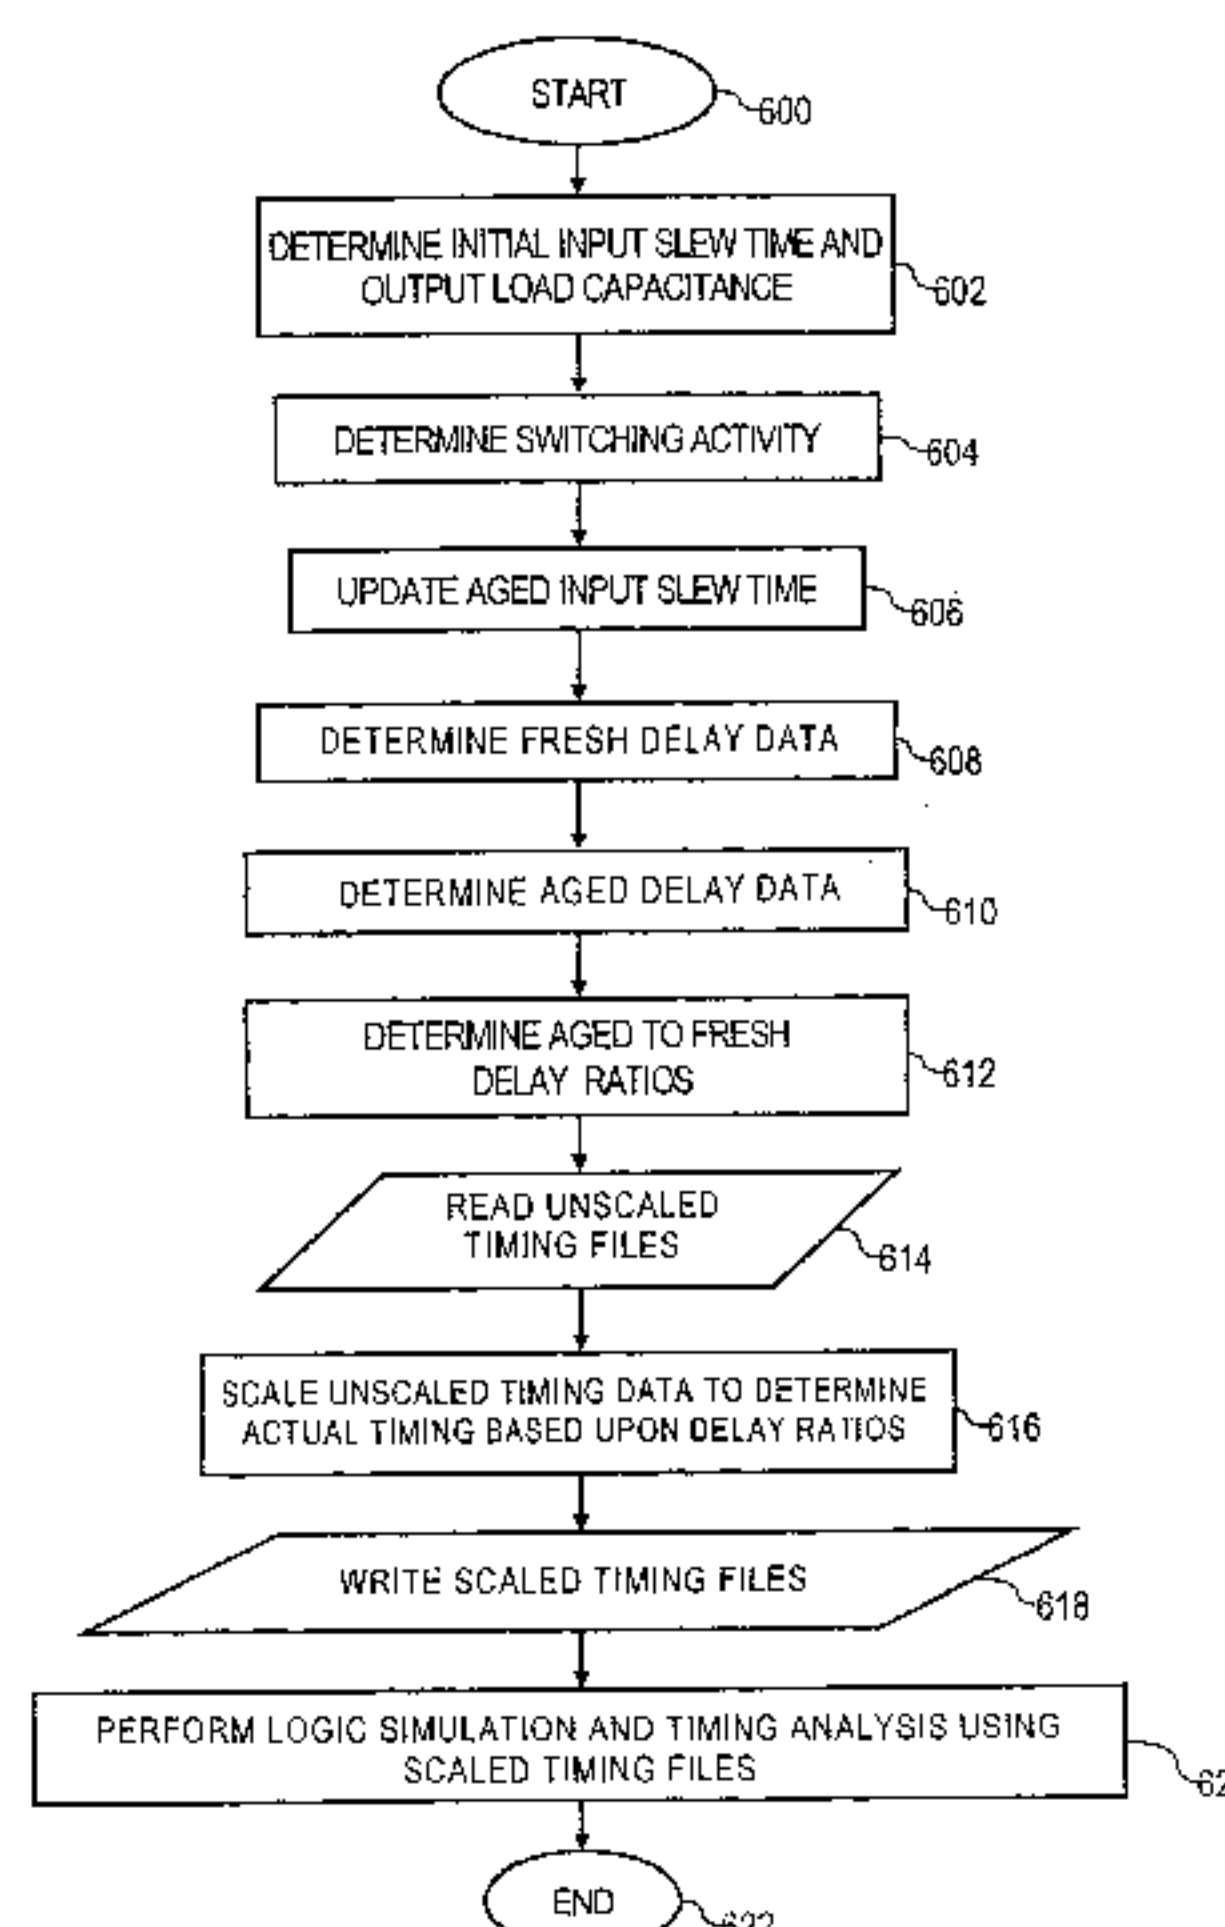 START
600
DETERMINE INITIAL INPUT SLEW TIME AND
OUTPUT LOAD CAPACITANCE
602
DETERMINE SWITCHING ACTIVITY
604
UPDATE AGED INPUT SLEW TIME
606
DETERMINE FRESH DELAY DATA
608
DETERMINE AGED DELAY DATA
610
DETERMINE AGED TO FRESH
DELAY RATIOS
612
READ UNSCALED
TIMING FILES
614
SCALE UNSCALED TIMING DATA TO DETERMINE
ACTUAL TIMING BASED UPON DELAY RATIOS
616
WRITE SCALED TIMING FILES
618
PERFORM LOGIC SIMULATION AND TIMING ANALYSIS USING
SCALED TIMING FILES
END